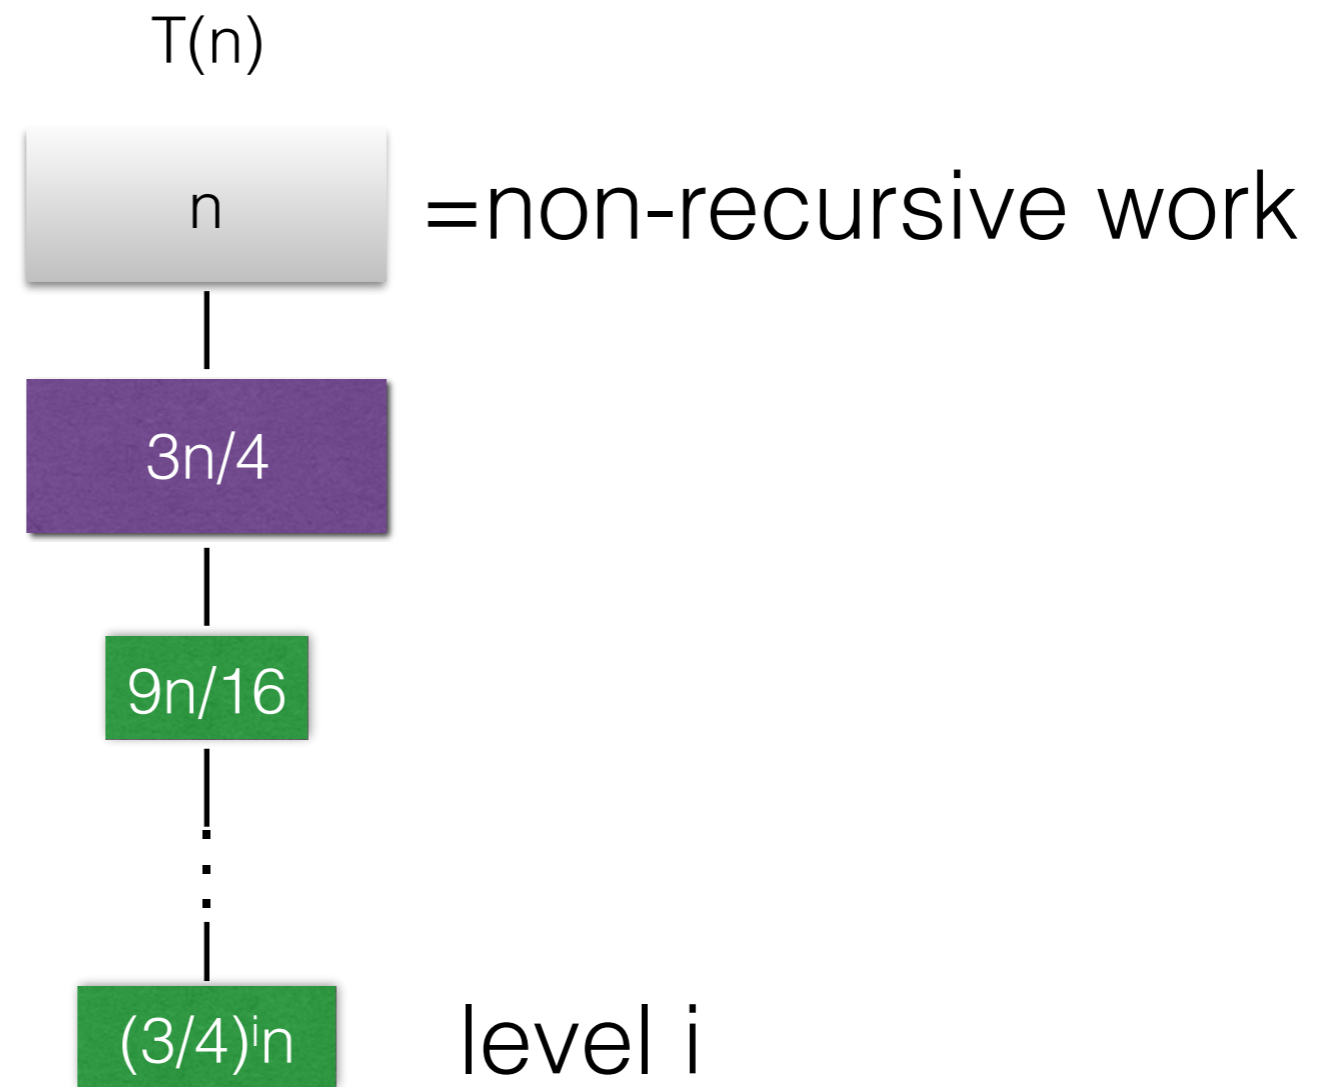 T(n)
n =non-recursive work
3n/4
9n/16
(3/4)ⁱn level i